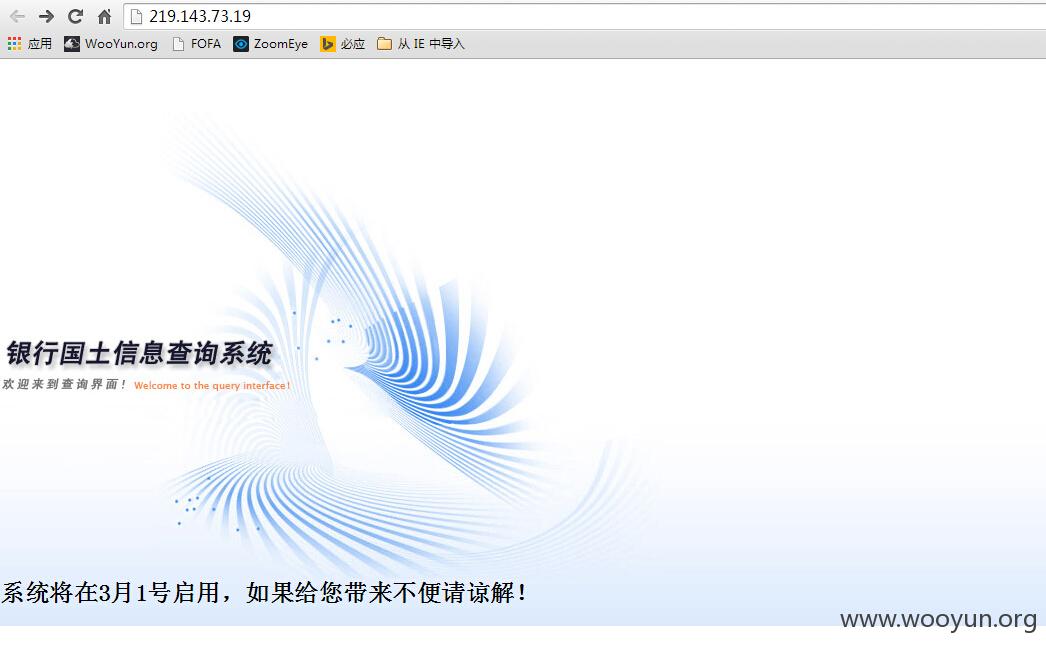 219.143.73.19
应用 WooYun.org FOFA ZoomEye 必应 从 IE 中导入
银行国土信息查询系统
欢迎来到查询界面！ Welcome to the query interface!
系统将在3月1号启用，如果给您带来不便请谅解！
www.wooyun.org